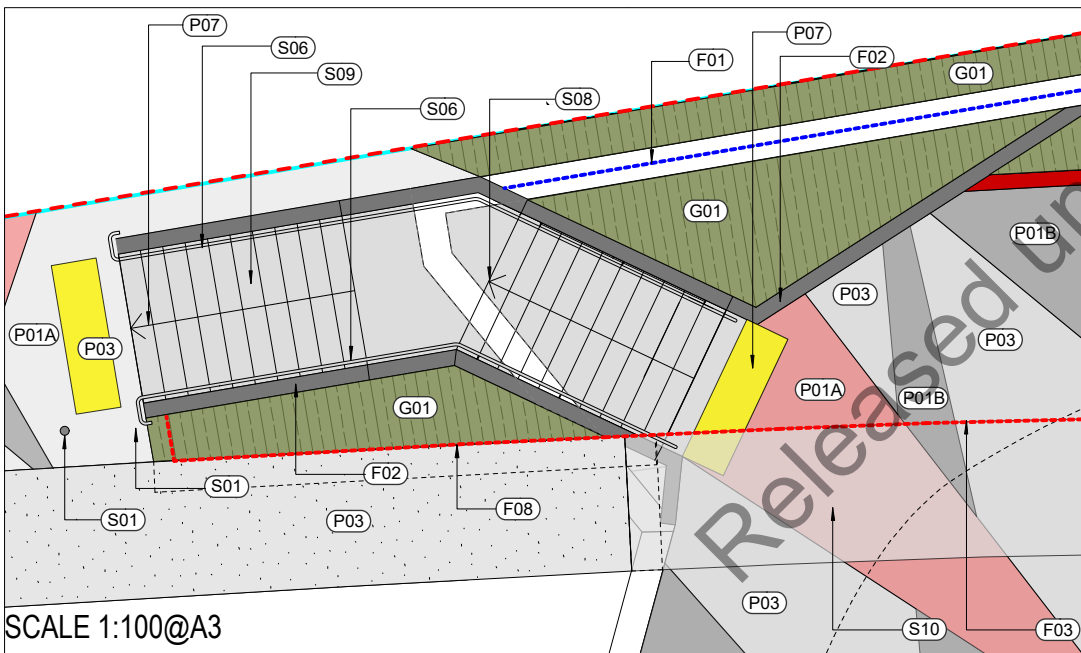 P07
S06
S09
S06
S08
F01
P07
F02
G01
G01
P01B
P03
P03
P01A
P03
P01A
P01B
G01
S01
S01
F02
P03
F08
P03
S10
F03
Released un
SCALE 1:100@A3